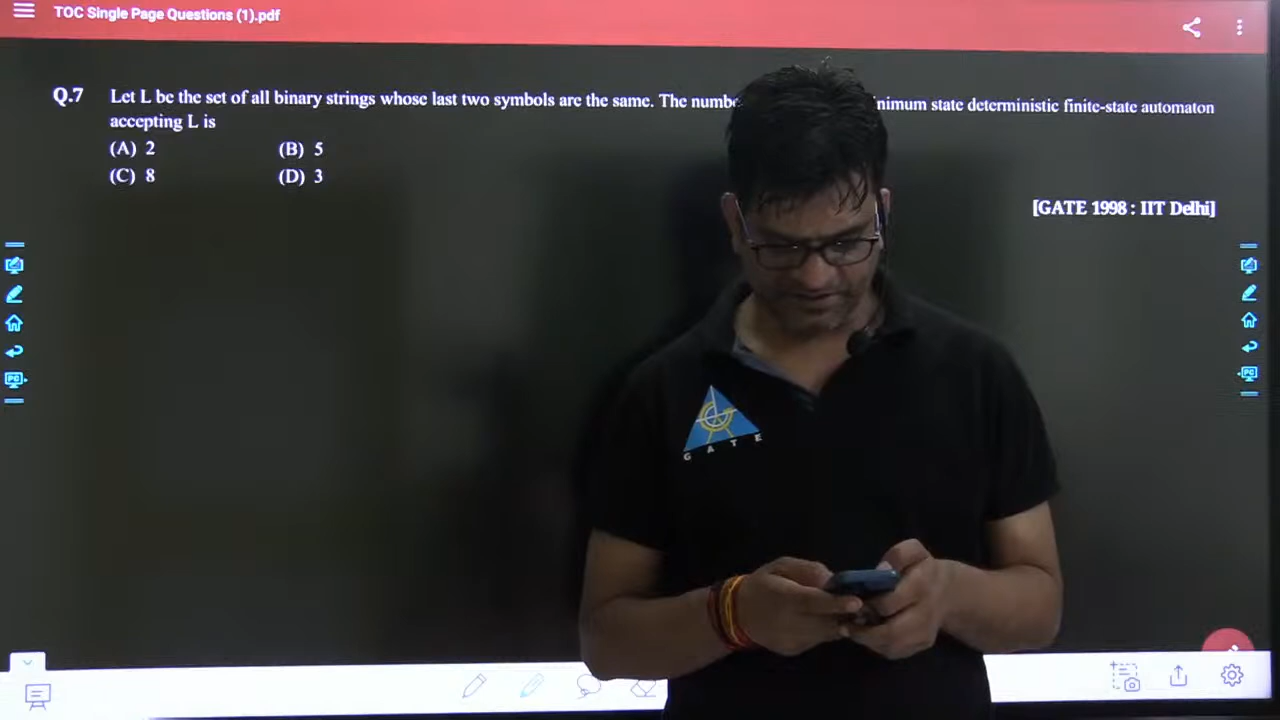 TOC Single Page Questions (1).pdf
Q.7 Let L be the set of all binary strings whose last two symbols are the same. The numbe nimum state deterministic finite-state automaton
accepting L is
(A) 2 (B) 5
(C) 8 (D) 3
[GATE 1998 : IIT Delhi]
PC PC
G A T E